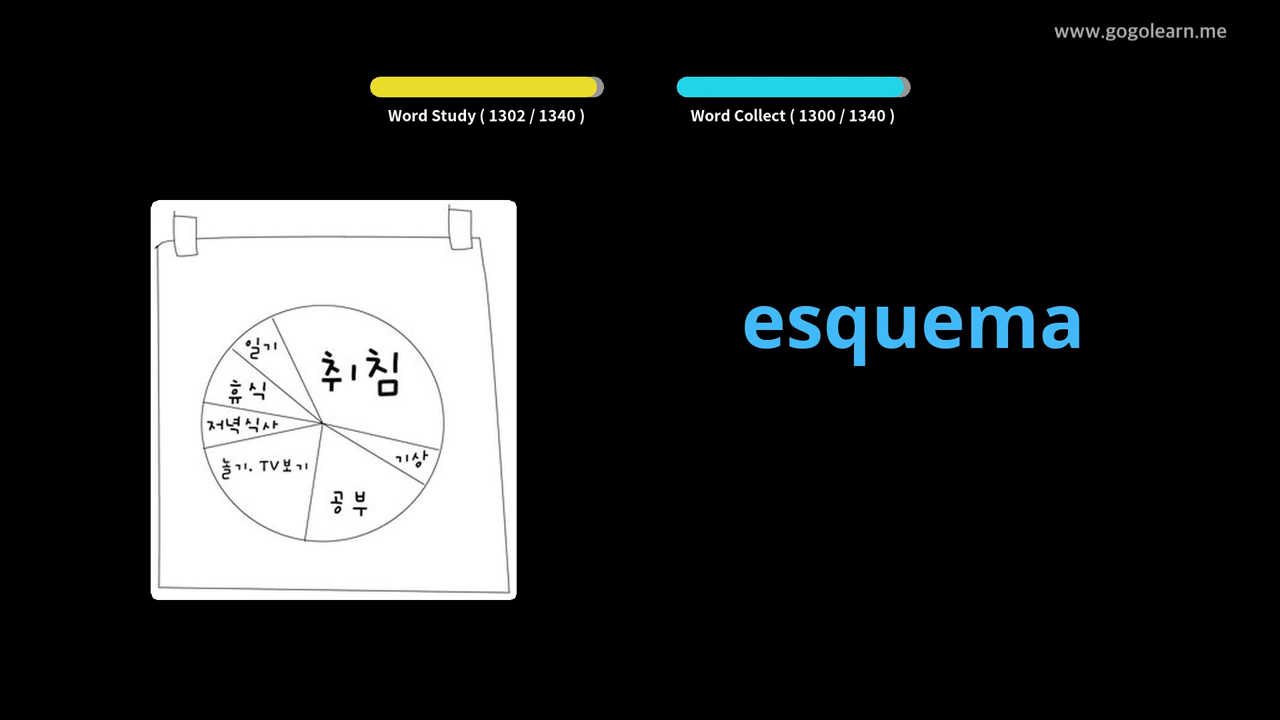 www.gogolearn.me
Word Study ( 1302 / 1340 )
Word Collect ( 1300 / 1340 )
일기
취침
휴식
저녁식사
놀기. TV보기
기상
공부
esquema